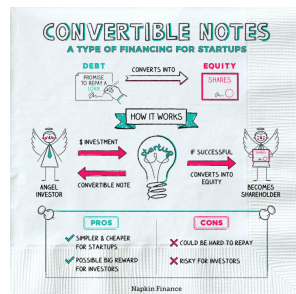 CONVERTIBLE NOTES
A TYPE OF FINANCING FOR STARTUPS
DEBT
EQUITY
PROMISE
TO REPAY A
LOAN
CONVERTS INTO
SHARES
HOW IT WORKS
$ INVESTMENT
CONVERTIBLE NOTE
startup
IF SUCCESSFUL
CONVERTS INTO
EQUITY
ANGEL
INVESTOR
BECOMES
SHAREHOLDER
PROS
CONS
SIMPLER & CHEAPER
FOR STARTUPS
POSSIBLE BIG REWARD
FOR INVESTORS
COULD BE HARD TO REPAY
RISKY FOR INVESTORS
Napkin Finance